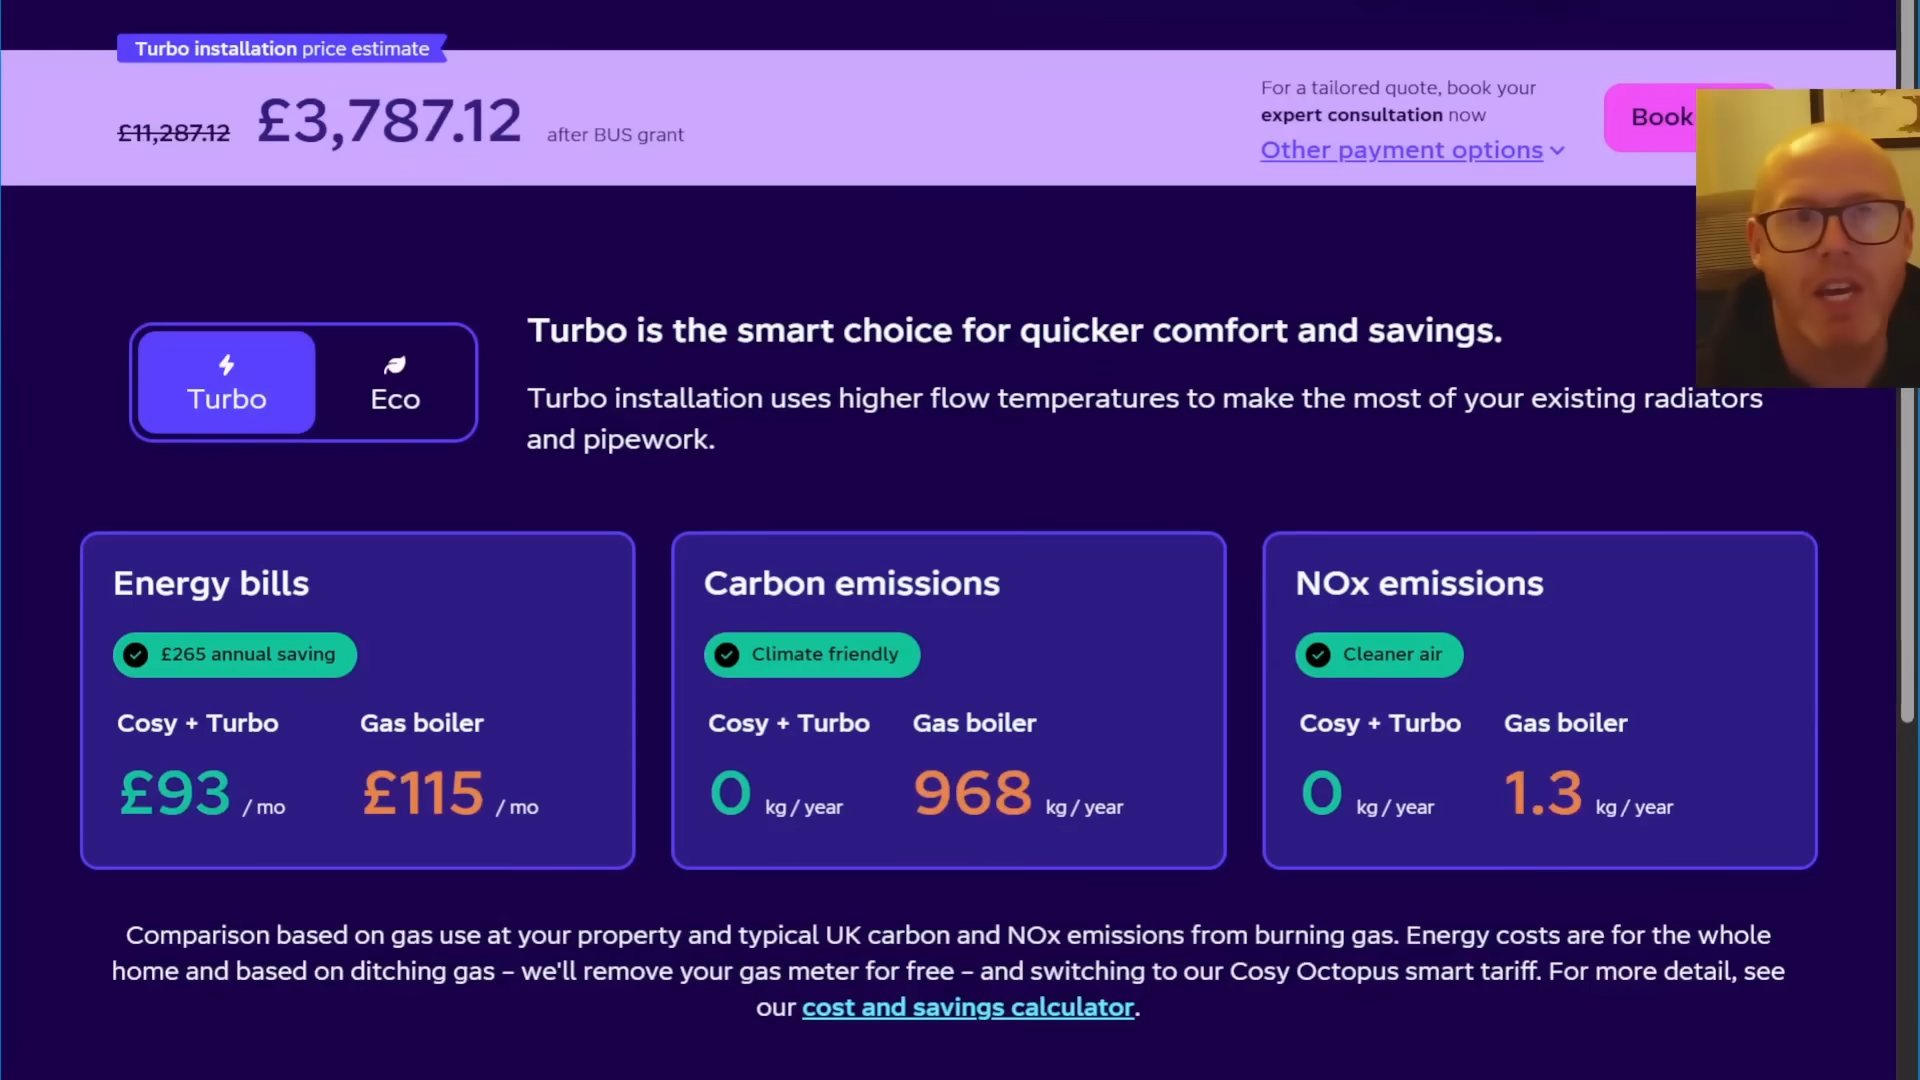 Turbo installation price estimate
£11,287.12 £3,787.12 after BUS grant
For a tailored quote, book your
expert consultation now
Other payment options
Book
Turbo
Eco
Turbo is the smart choice for quicker comfort and savings.
Turbo installation uses higher flow temperatures to make the most of your existing radiators
and pipework.
Energy bills
£265 annual saving
Cosy + Turbo Gas boiler
£93 / mo £115 / mo
Carbon emissions
Climate friendly
Cosy + Turbo Gas boiler
0 kg / year 968 kg / year
NOx emissions
Cleaner air
Cosy + Turbo Gas boiler
0 kg / year 1.3 kg / year
Comparison based on gas use at your property and typical UK carbon and NOx emissions from burning gas. Energy costs are for the whole
home and based on ditching gas – we'll remove your gas meter for free – and switching to our Cosy Octopus smart tariff. For more detail, see
our cost and savings calculator.